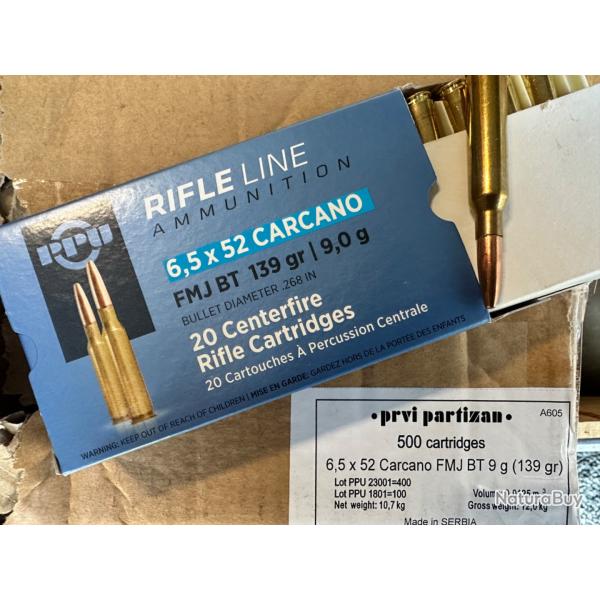 PPU
RIFLE LINE
AMMUNITION
6,5 x 52 CARCANO
FMJ BT 139 gr | 9,0 g
BULLET DIAMETER .268 IN
20 Centerfire
Rifle Cartridges
20 Cartouches À Percussion Centrale
WARNING: KEEP OUT OF REACH OF CHILDREN | MISE EN GARDE: GARDEZ HORS DE LA PORTÉE DES ENFANTS
• prvi partizan •
A605
500 cartridges
6,5 x 52 Carcano FMJ BT 9 g (139 gr)
Lot PPU 23001=400
Lot PPU 1801=100
Net weight: 10,7kg
Gross weight: 12,0kg
Made in SERBIA
NaturaBuy